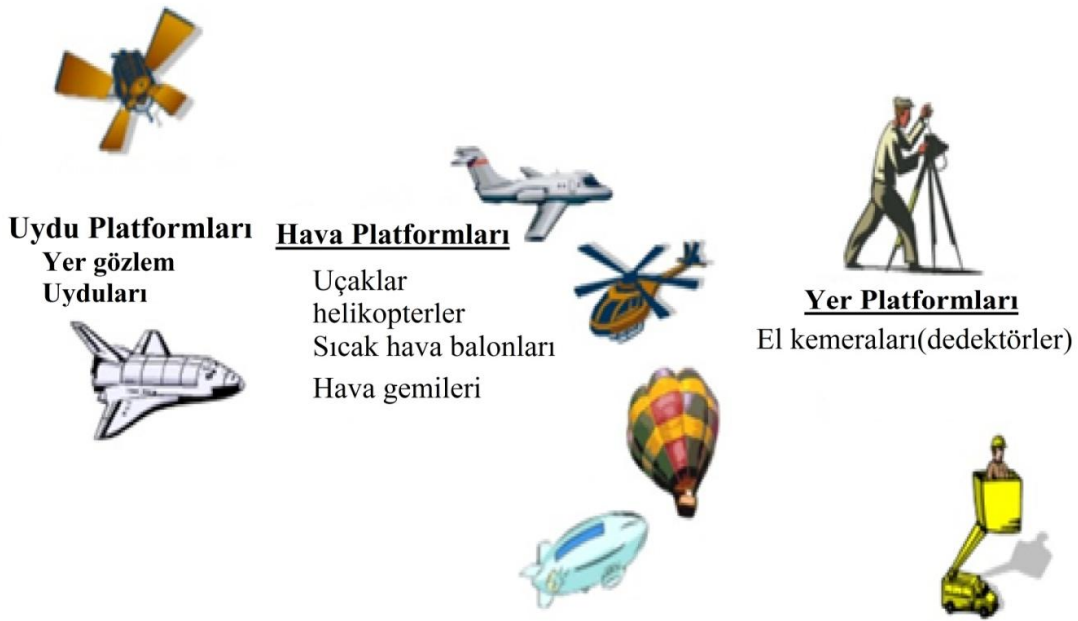 Uydu Platformları
Yer gözlem
Uyduları
Hava Platformları
Uçaklar
helikopterler
Sıcak hava balonları
Hava gemileri
Yer Platformları
El kemeraları(dedektörler)